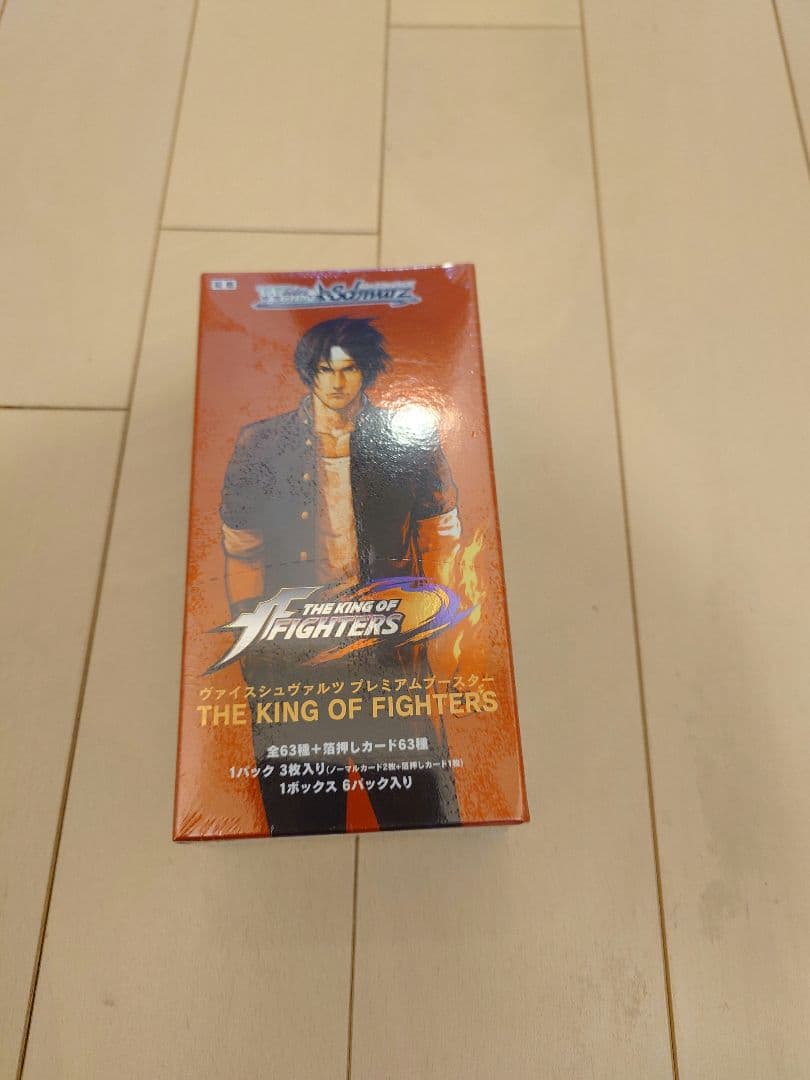 Weiß Schwarz
THE KING OF
FIGHTERS
ヴァイスシュヴァルツ プレミアムブースター
THE KING OF FIGHTERS
全63種+箔押しカード63種
1パック 3枚入り(ノーマルカード2枚+箔押しカード1枚)
1ボックス 6パック入り